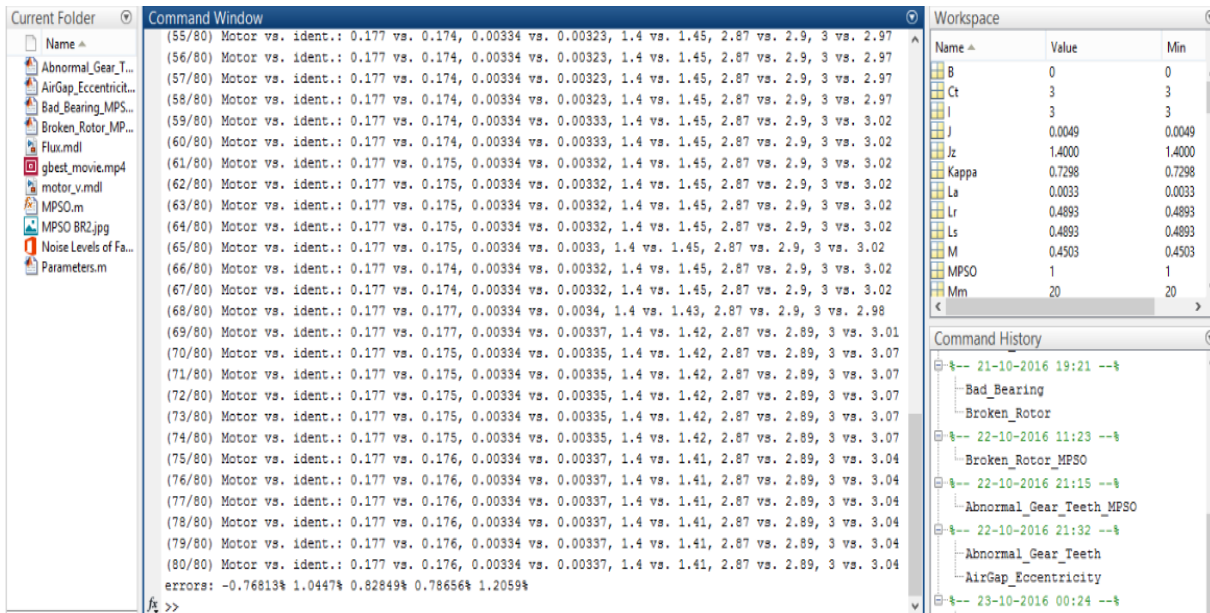 Current Folder
Name
Abnormal_Gear_T...
AirGap_Eccentricit...
Bad_Bearing_MPS...
Broken_Rotor_MP...
Flux.mdl
gbest_movie.mp4
motor_v.mdl
MPSO.m
MPSO BR2.jpg
Noise Levels of Fa...
Parameters.m
Command Window
(55/80) Motor vs. ident.: 0.177 vs. 0.174, 0.00334 vs. 0.00323, 1.4 vs. 1.45, 2.87 vs. 2.9, 3 vs. 2.97
(56/80) Motor vs. ident.: 0.177 vs. 0.174, 0.00334 vs. 0.00323, 1.4 vs. 1.45, 2.87 vs. 2.9, 3 vs. 2.97
(57/80) Motor vs. ident.: 0.177 vs. 0.174, 0.00334 vs. 0.00323, 1.4 vs. 1.45, 2.87 vs. 2.9, 3 vs. 2.97
(58/80) Motor vs. ident.: 0.177 vs. 0.174, 0.00334 vs. 0.00323, 1.4 vs. 1.45, 2.87 vs. 2.9, 3 vs. 2.97
(59/80) Motor vs. ident.: 0.177 vs. 0.174, 0.00334 vs. 0.00333, 1.4 vs. 1.45, 2.87 vs. 2.9, 3 vs. 3.02
(60/80) Motor vs. ident.: 0.177 vs. 0.174, 0.00334 vs. 0.00333, 1.4 vs. 1.45, 2.87 vs. 2.9, 3 vs. 3.02
(61/80) Motor vs. ident.: 0.177 vs. 0.175, 0.00334 vs. 0.00332, 1.4 vs. 1.45, 2.87 vs. 2.9, 3 vs. 3.02
(62/80) Motor vs. ident.: 0.177 vs. 0.175, 0.00334 vs. 0.00332, 1.4 vs. 1.45, 2.87 vs. 2.9, 3 vs. 3.02
(63/80) Motor vs. ident.: 0.177 vs. 0.175, 0.00334 vs. 0.00332, 1.4 vs. 1.45, 2.87 vs. 2.9, 3 vs. 3.02
(64/80) Motor vs. ident.: 0.177 vs. 0.175, 0.00334 vs. 0.00332, 1.4 vs. 1.45, 2.87 vs. 2.9, 3 vs. 3.02
(65/80) Motor vs. ident.: 0.177 vs. 0.175, 0.00334 vs. 0.0033, 1.4 vs. 1.45, 2.87 vs. 2.9, 3 vs. 3.02
(66/80) Motor vs. ident.: 0.177 vs. 0.174, 0.00334 vs. 0.00332, 1.4 vs. 1.45, 2.87 vs. 2.9, 3 vs. 3.02
(67/80) Motor vs. ident.: 0.177 vs. 0.174, 0.00334 vs. 0.00332, 1.4 vs. 1.45, 2.87 vs. 2.9, 3 vs. 3.02
(68/80) Motor vs. ident.: 0.177 vs. 0.177, 0.00334 vs. 0.0034, 1.4 vs. 1.43, 2.87 vs. 2.9, 3 vs. 2.98
(69/80) Motor vs. ident.: 0.177 vs. 0.177, 0.00334 vs. 0.00337, 1.4 vs. 1.42, 2.87 vs. 2.89, 3 vs. 3.01
(70/80) Motor vs. ident.: 0.177 vs. 0.175, 0.00334 vs. 0.00335, 1.4 vs. 1.42, 2.87 vs. 2.89, 3 vs. 3.07
(71/80) Motor vs. ident.: 0.177 vs. 0.175, 0.00334 vs. 0.00335, 1.4 vs. 1.42, 2.87 vs. 2.89, 3 vs. 3.07
(72/80) Motor vs. ident.: 0.177 vs. 0.175, 0.00334 vs. 0.00335, 1.4 vs. 1.42, 2.87 vs. 2.89, 3 vs. 3.07
(73/80) Motor vs. ident.: 0.177 vs. 0.175, 0.00334 vs. 0.00335, 1.4 vs. 1.42, 2.87 vs. 2.89, 3 vs. 3.07
(74/80) Motor vs. ident.: 0.177 vs. 0.175, 0.00334 vs. 0.00335, 1.4 vs. 1.42, 2.87 vs. 2.89, 3 vs. 3.07
(75/80) Motor vs. ident.: 0.177 vs. 0.176, 0.00334 vs. 0.00337, 1.4 vs. 1.41, 2.87 vs. 2.89, 3 vs. 3.04
(76/80) Motor vs. ident.: 0.177 vs. 0.176, 0.00334 vs. 0.00337, 1.4 vs. 1.41, 2.87 vs. 2.89, 3 vs. 3.04
(77/80) Motor vs. ident.: 0.177 vs. 0.176, 0.00334 vs. 0.00337, 1.4 vs. 1.41, 2.87 vs. 2.89, 3 vs. 3.04
(78/80) Motor vs. ident.: 0.177 vs. 0.176, 0.00334 vs. 0.00337, 1.4 vs. 1.41, 2.87 vs. 2.89, 3 vs. 3.04
(79/80) Motor vs. ident.: 0.177 vs. 0.176, 0.00334 vs. 0.00337, 1.4 vs. 1.41, 2.87 vs. 2.89, 3 vs. 3.04
(80/80) Motor vs. ident.: 0.177 vs. 0.176, 0.00334 vs. 0.00337, 1.4 vs. 1.41, 2.87 vs. 2.89, 3 vs. 3.04
errors: -0.76813% 1.0447% 0.82849% 0.78656% 1.2059%
fx >>
Workspace
Name Value Min
B 0 0
Ct 3 3
I 3 3
J 0.0049 0.0049
Jz 1.4000 1.4000
Kappa 0.7298 0.7298
La 0.0033 0.0033
Lr 0.4893 0.4893
Ls 0.4893 0.4893
M 0.4503 0.4503
MPSO 1 1
Mm 20 20
Command History
%-- 21-10-2016 19:21 --%
Bad_Bearing
Broken_Rotor
%-- 22-10-2016 11:23 --%
Broken_Rotor_MPSO
%-- 22-10-2016 21:15 --%
Abnormal_Gear_Teeth_MPSO
%-- 22-10-2016 21:32 --%
Abnormal_Gear_Teeth
AirGap_Eccentricity
%-- 23-10-2016 00:24 --%